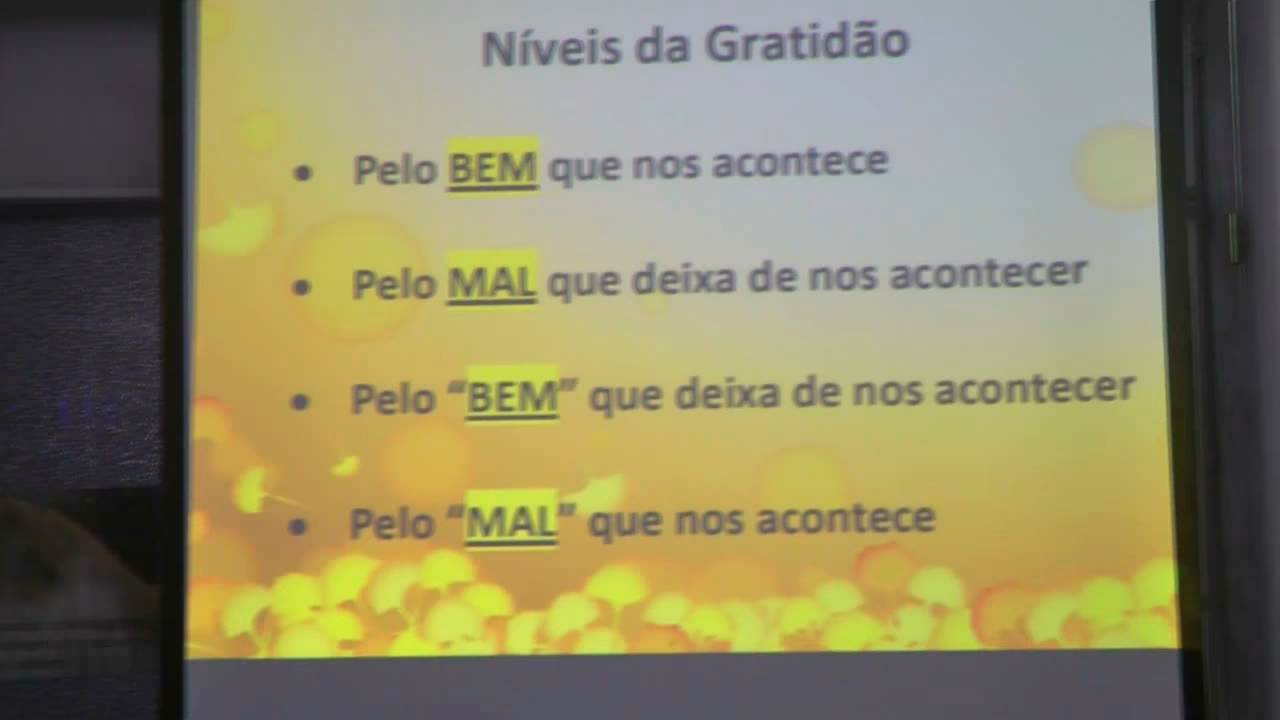 Níveis da Gratidão
• Pelo BEM que nos acontece
• Pelo MAL que deixa de nos acontecer
• Pelo “BEM” que deixa de nos acontecer
• Pelo “MAL” que nos acontece